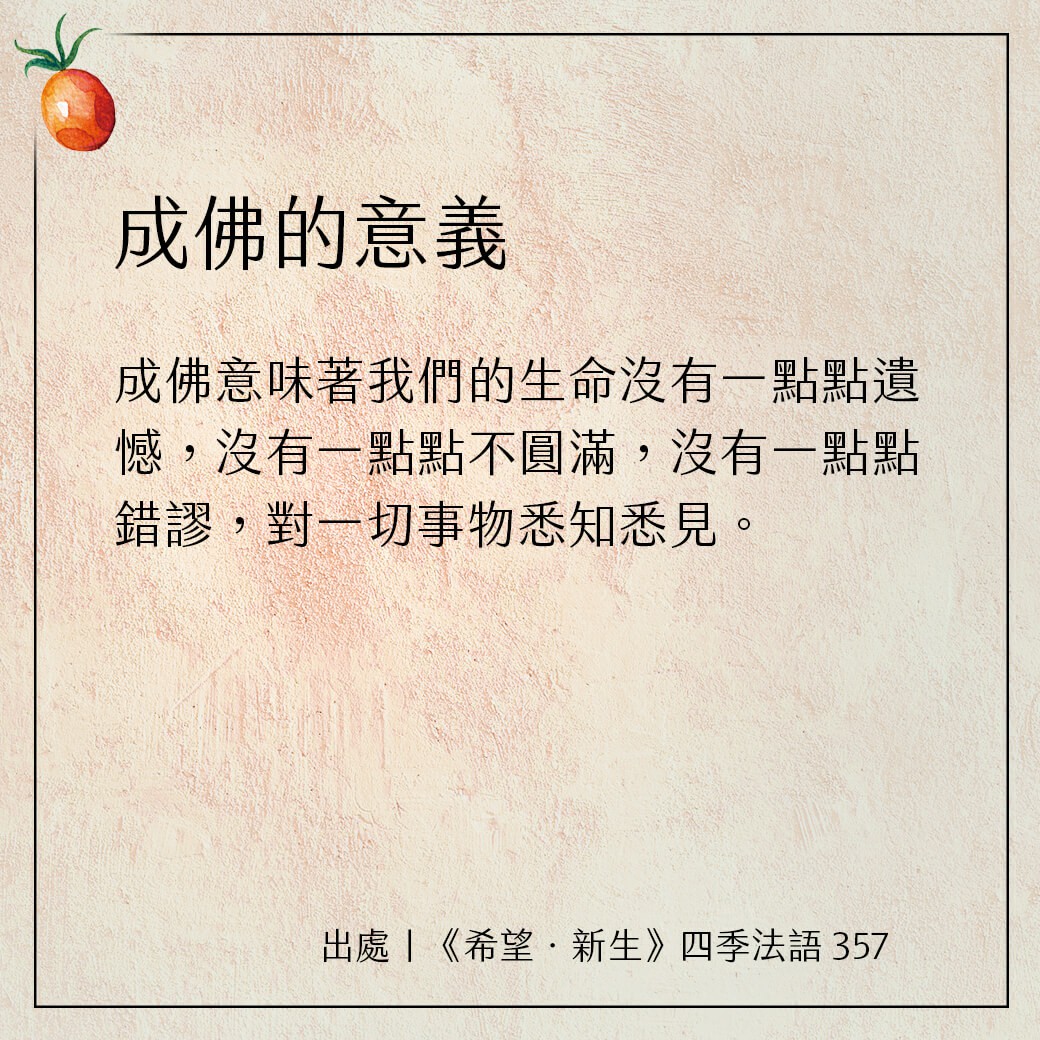 成佛的意義
成佛意味著我們的生命沒有一點點遺
憾，沒有一點點不圓滿，沒有一點點
錯謬，對一切事物悉知悉見。
出處｜《希望．新生》四季法語 357